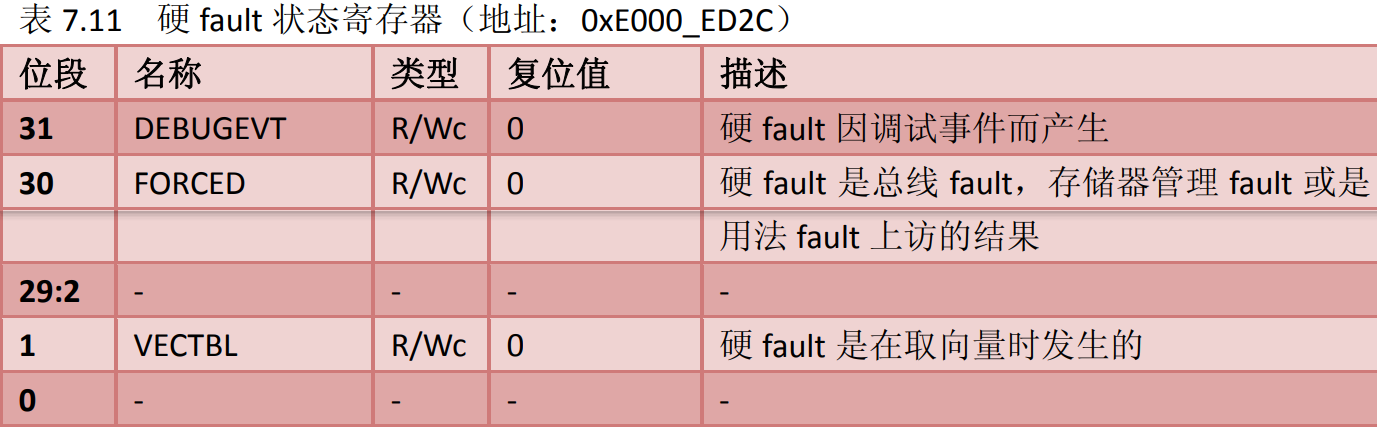 表 7.11 硬 fault 状态寄存器（地址：0xE000_ED2C）
位段 名称 类型 复位值 描述
31 DEBUGEVT R/Wc 0 硬 fault 因调试事件而产生
30 FORCED R/Wc 0 硬 fault 是总线 fault，存储器管理 fault 或是
用法 fault 上访的结果
29:2 - - - -
1 VECTBL R/Wc 0 硬 fault 是在取向量时发生的
0 - - - -